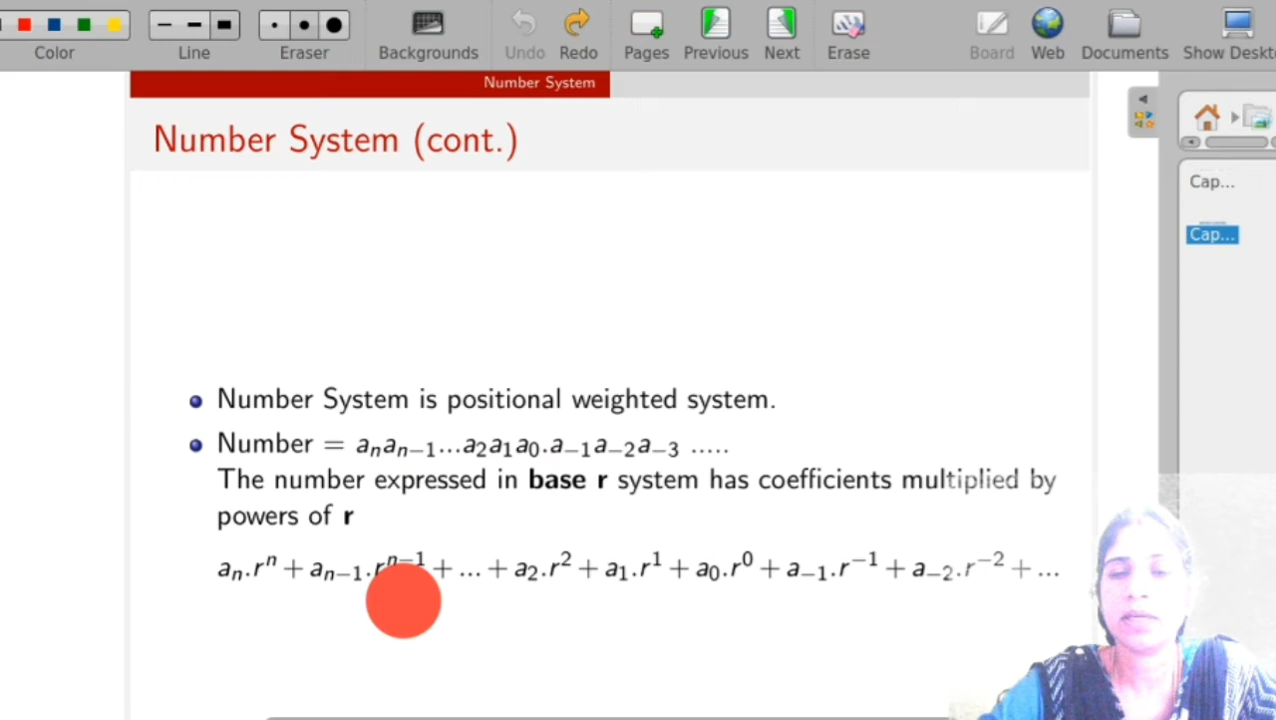 Color Line Eraser Backgrounds Undo Redo Pages Previous Next Erase Board Web Documents Show Deskt
Number System
Number System (cont.)
Cap...
Cap...
Number System is positional weighted system.
Number = aₙaₙ₋₁...a₂a₁a₀.a₋₁a₋₂a₋₃ .....
The number expressed in base r system has coefficients multiplied by
powers of r
aₙ.rⁿ + aₙ₋₁.rⁿ⁻¹ + ... + a₂.r² + a₁.r¹ + a₀.r⁰ + a₋₁.r⁻¹ + a₋₂.r⁻² + ...